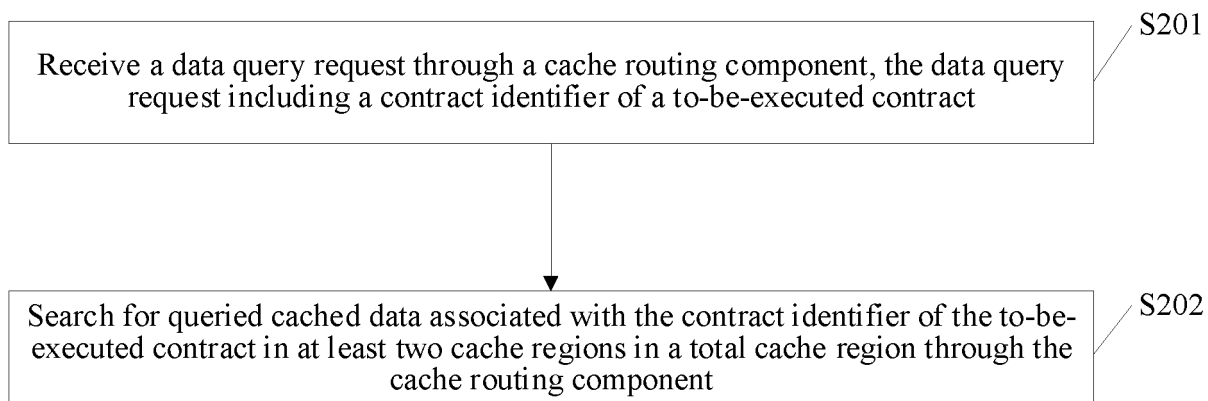 S201
Receive a data query request through a cache routing component, the data query
request including a contract identifier of a to-be-executed contract
S202
Search for queried cached data associated with the contract identifier of the to-be-
executed contract in at least two cache regions in a total cache region through the
cache routing component